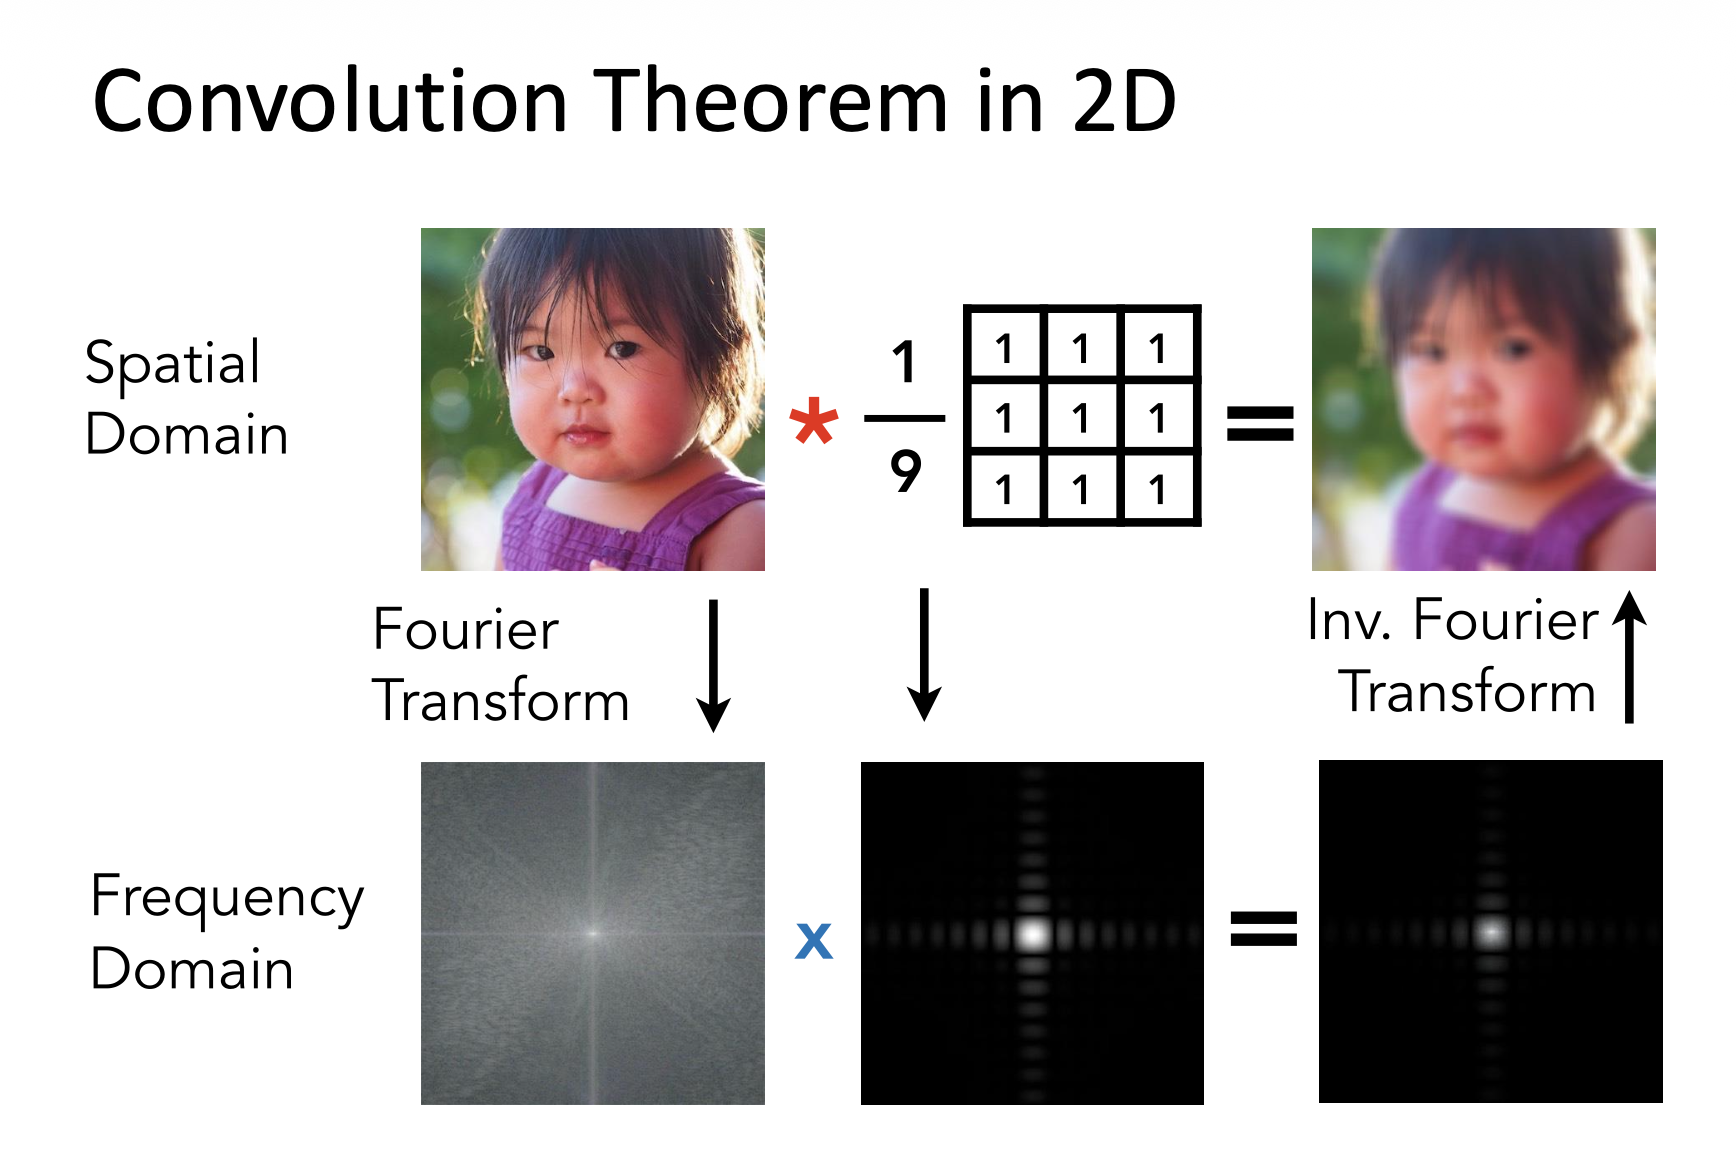 Convolution Theorem in 2D
Spatial
Domain
*
1
9
1 1 1
1 1 1
1 1 1
=
Fourier
Transform
Inv. Fourier
Transform
Frequency
Domain
x
=